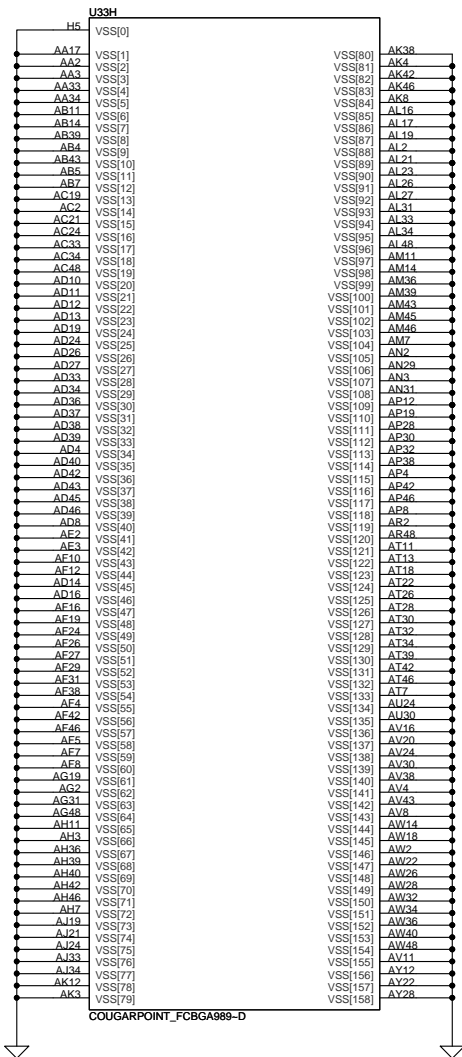 U33H
H5 VSS[0]
AA17 VSS[1] VSS[80] AK38
AA2 VSS[2] VSS[81] AK4
AA3 VSS[3] VSS[82] AK42
AA33 VSS[4] VSS[83] AK46
AA34 VSS[5] VSS[84] AK8
AB11 VSS[6] VSS[85] AL16
AB14 VSS[7] VSS[86] AL17
AB39 VSS[8] VSS[87] AL19
AB4 VSS[9] VSS[88] AL2
AB43 VSS[10] VSS[89] AL21
AB5 VSS[11] VSS[90] AL23
AB7 VSS[12] VSS[91] AL26
AC19 VSS[13] VSS[92] AL27
AC2 VSS[14] VSS[93] AL31
AC21 VSS[15] VSS[94] AL33
AC24 VSS[16] VSS[95] AL34
AC33 VSS[17] VSS[96] AL48
AC34 VSS[18] VSS[97] AM11
AC48 VSS[19] VSS[98] AM14
AD10 VSS[20] VSS[99] AM36
AD11 VSS[21] VSS[100] AM39
AD12 VSS[22] VSS[101] AM43
AD13 VSS[23] VSS[102] AM45
AD19 VSS[24] VSS[103] AM46
AD24 VSS[25] VSS[104] AM7
AD26 VSS[26] VSS[105] AN2
AD27 VSS[27] VSS[106] AN29
AD33 VSS[28] VSS[107] AN3
AD34 VSS[29] VSS[108] AN31
AD36 VSS[30] VSS[109] AP12
AD37 VSS[31] VSS[110] AP19
AD38 VSS[32] VSS[111] AP28
AD39 VSS[33] VSS[112] AP30
AD4 VSS[34] VSS[113] AP32
AD40 VSS[35] VSS[114] AP38
AD42 VSS[36] VSS[115] AP4
AD43 VSS[37] VSS[116] AP42
AD45 VSS[38] VSS[117] AP46
AD46 VSS[39] VSS[118] AP8
AD8 VSS[40] VSS[119] AR2
AE2 VSS[41] VSS[120] AR48
AE3 VSS[42] VSS[121] AT11
AF10 VSS[43] VSS[122] AT13
AF12 VSS[44] VSS[123] AT18
AD14 VSS[45] VSS[124] AT22
AD16 VSS[46] VSS[125] AT26
AF16 VSS[47] VSS[126] AT28
AF19 VSS[48] VSS[127] AT30
AF24 VSS[49] VSS[128] AT32
AF26 VSS[50] VSS[129] AT34
AF27 VSS[51] VSS[130] AT39
AF29 VSS[52] VSS[131] AT42
AF31 VSS[53] VSS[132] AT46
AF38 VSS[54] VSS[133] AT7
AF4 VSS[55] VSS[134] AU24
AF42 VSS[56] VSS[135] AU30
AF46 VSS[57] VSS[136] AV16
AF5 VSS[58] VSS[137] AV20
AF7 VSS[59] VSS[138] AV24
AF8 VSS[60] VSS[139] AV30
AG19 VSS[61] VSS[140] AV38
AG2 VSS[62] VSS[141] AV4
AG31 VSS[63] VSS[142] AV43
AG48 VSS[64] VSS[143] AV8
AH11 VSS[65] VSS[144] AW14
AH3 VSS[66] VSS[145] AW18
AH36 VSS[67] VSS[146] AW2
AH39 VSS[68] VSS[147] AW22
AH40 VSS[69] VSS[148] AW26
AH42 VSS[70] VSS[149] AW28
AH46 VSS[71] VSS[150] AW32
AH7 VSS[72] VSS[151] AW34
AJ19 VSS[73] VSS[152] AW36
AJ21 VSS[74] VSS[153] AW40
AJ24 VSS[75] VSS[154] AW48
AJ33 VSS[76] VSS[155] AV11
AJ34 VSS[77] VSS[156] AY12
AK12 VSS[78] VSS[157] AY22
AK3 VSS[79] VSS[158] AY28
COUGARPOINT_FCBGA989~D